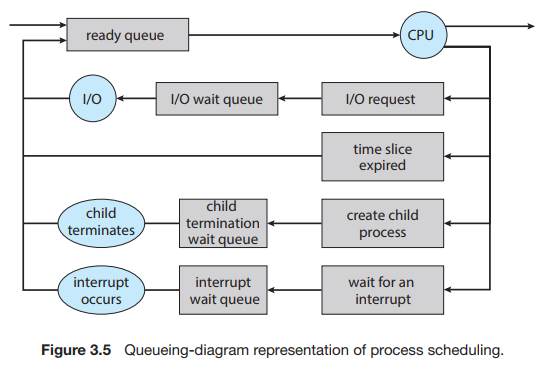 ready queue
CPU
I/O
I/O wait queue
I/O request
time slice
expired
child
terminates
child
termination
wait queue
create child
process
interrupt
occurs
interrupt
wait queue
wait for an
interrupt
Figure 3.5 Queueing-diagram representation of process scheduling.